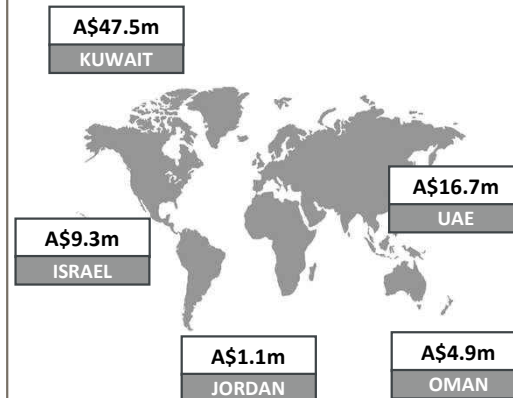 A$47.5m
KUWAIT
A$16.7m
UAE
A$9.3m
ISRAEL
A$1.1m
JORDAN
A$4.9m
OMAN